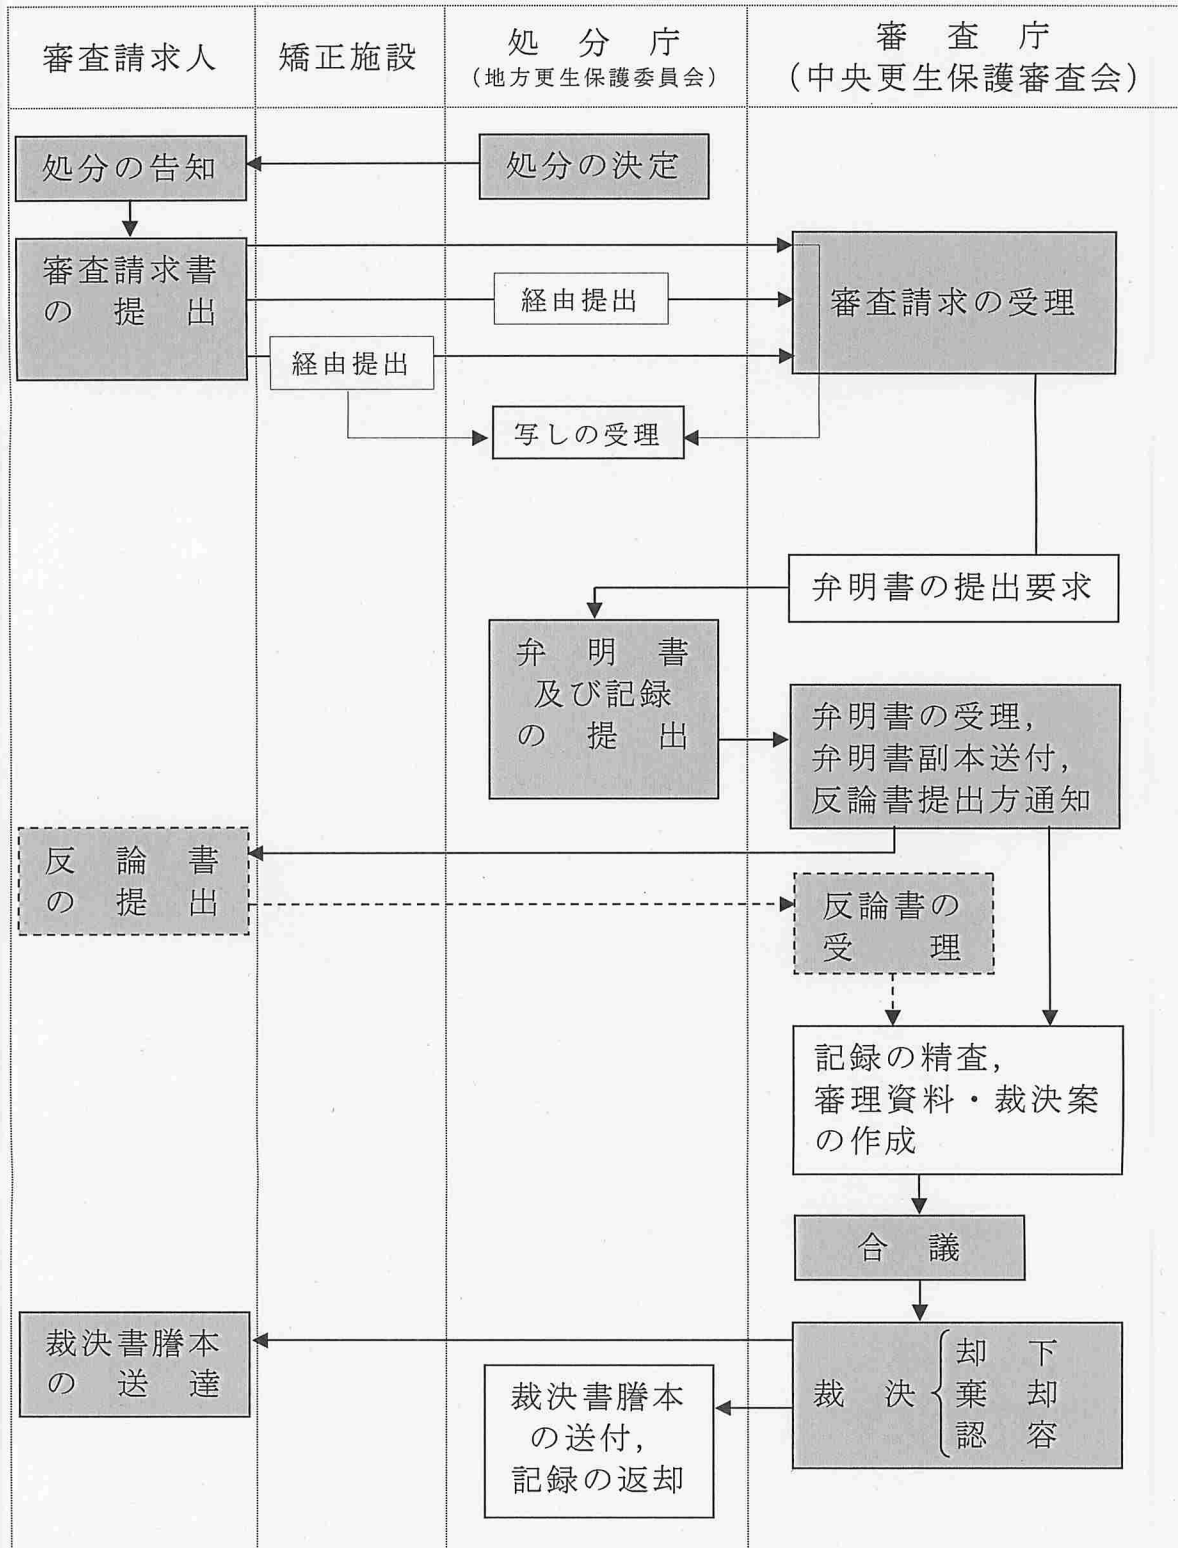 審査請求人
矯正施設
処分庁
(地方更生保護委員会)
審査庁
(中央更生保護審査会)
処分の告知
処分の決定
審査請求書
の提出
経由提出
審査請求の受理
経由提出
写しの受理
弁明書の提出要求
弁明書
及び記録
の提出
弁明書の受理,
弁明書副本送付,
反論書提出方通知
反論書
の提出
反論書の
受理
記録の精査,
審理資料・裁決案
の作成
合議
裁決書謄本
の送達
裁決
却下
棄却
認容
裁決書謄本
の送付,
記録の返却